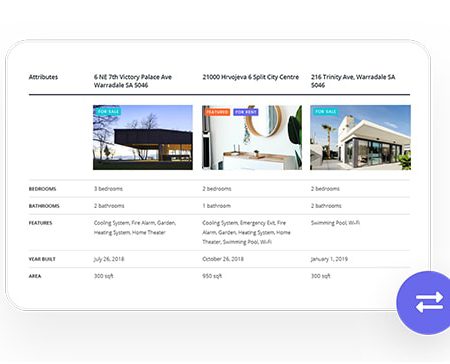 Attributes
6 NE 7th Victory Palace Ave
Warradale SA 5046
21000 Hrvojeva 6 Split City Centre
216 Trinity Ave, Warradale SA
5046
FOR SALE
FEATURED
FOR RENT
FOR SALE
BEDROOMS
3 bedrooms
2 bedrooms
2 bedrooms
BATHROOMS
2 bathrooms
1 bathroom
2 bathrooms
FEATURES
Cooling System, Fire Alarm, Garden,
Heating System, Home Theater
Cooling System, Emergency Exit, Fire
Alarm, Garden, Heating System, Home
Theater, Swimming Pool, Wi-Fi
Swimming Pool, Wi-Fi
YEAR BUILT
July 26, 2018
October 26, 2018
January 1, 2019
AREA
300 sqft
950 sqft
300 sqft